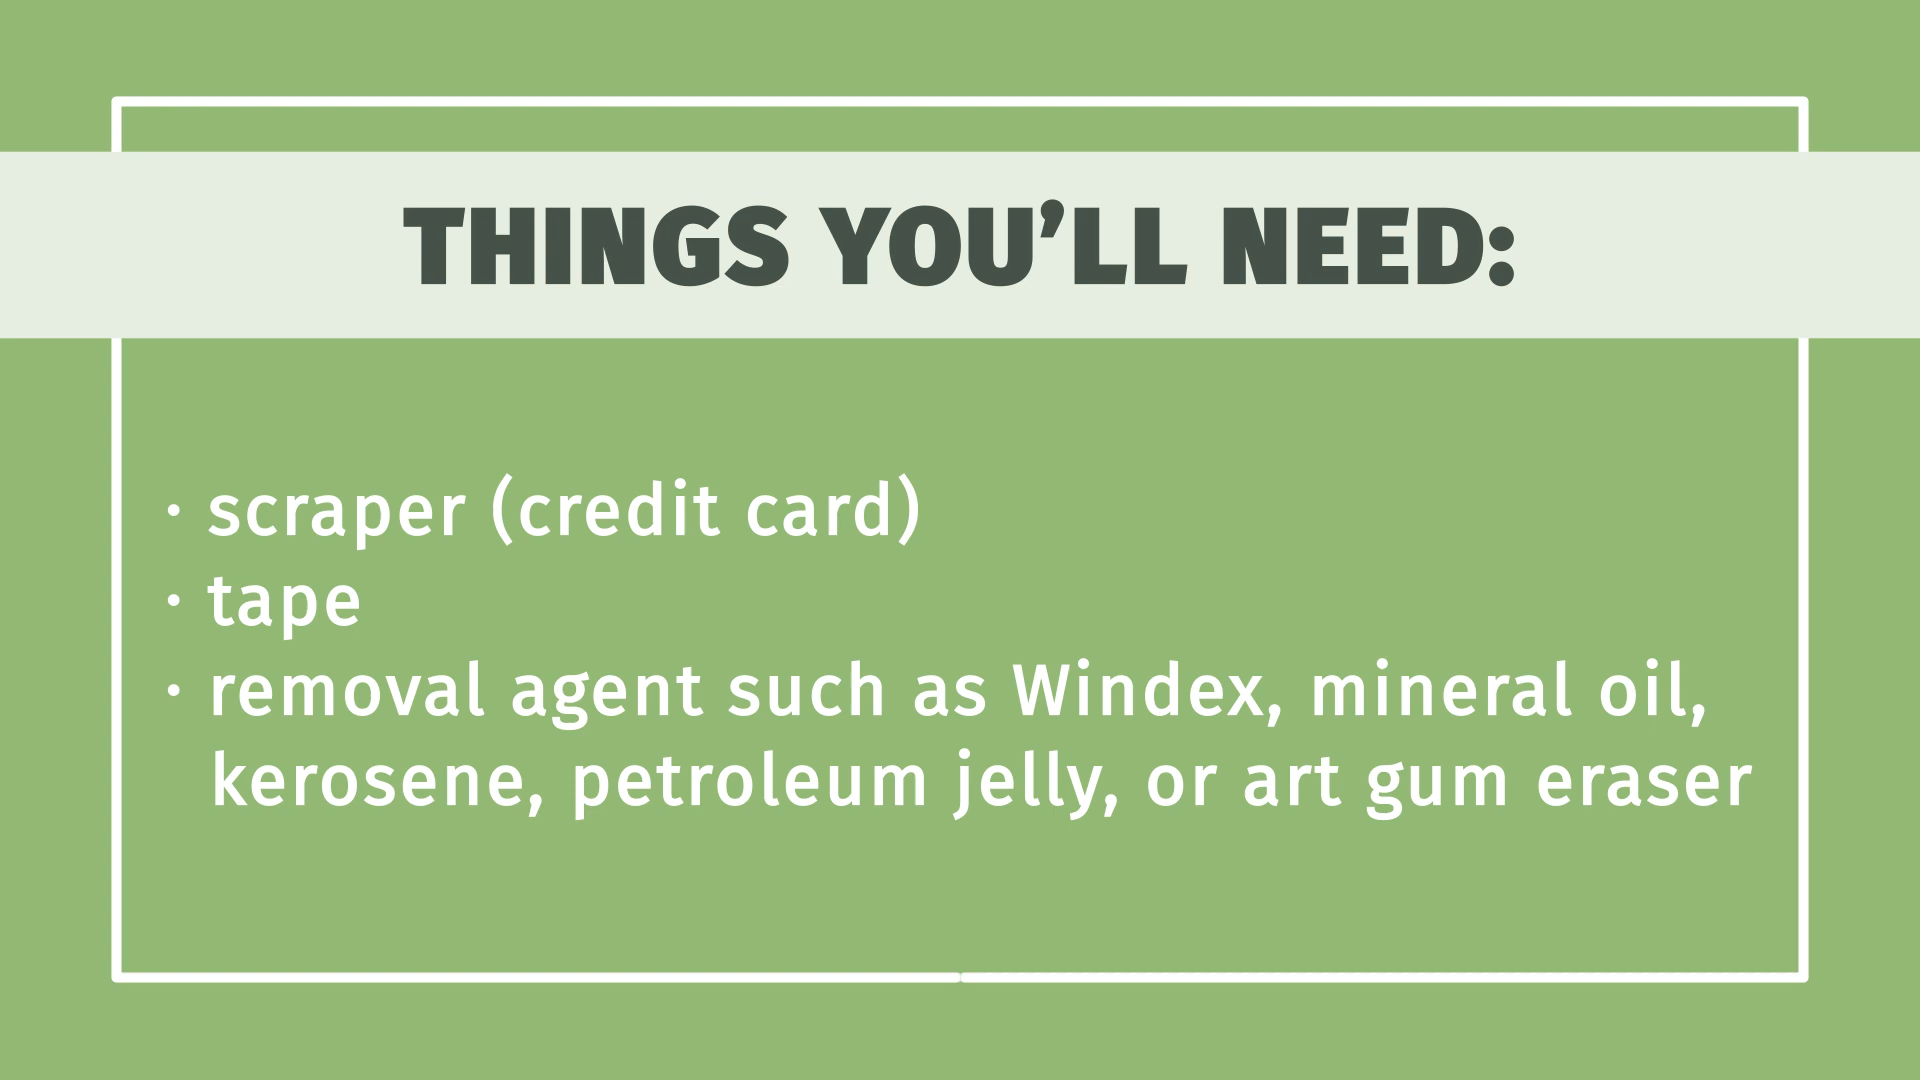 THINGS YOU’LL NEED:
· scraper (credit card)
· tape
· removal agent such as Windex, mineral oil,
kerosene, petroleum jelly, or art gum eraser